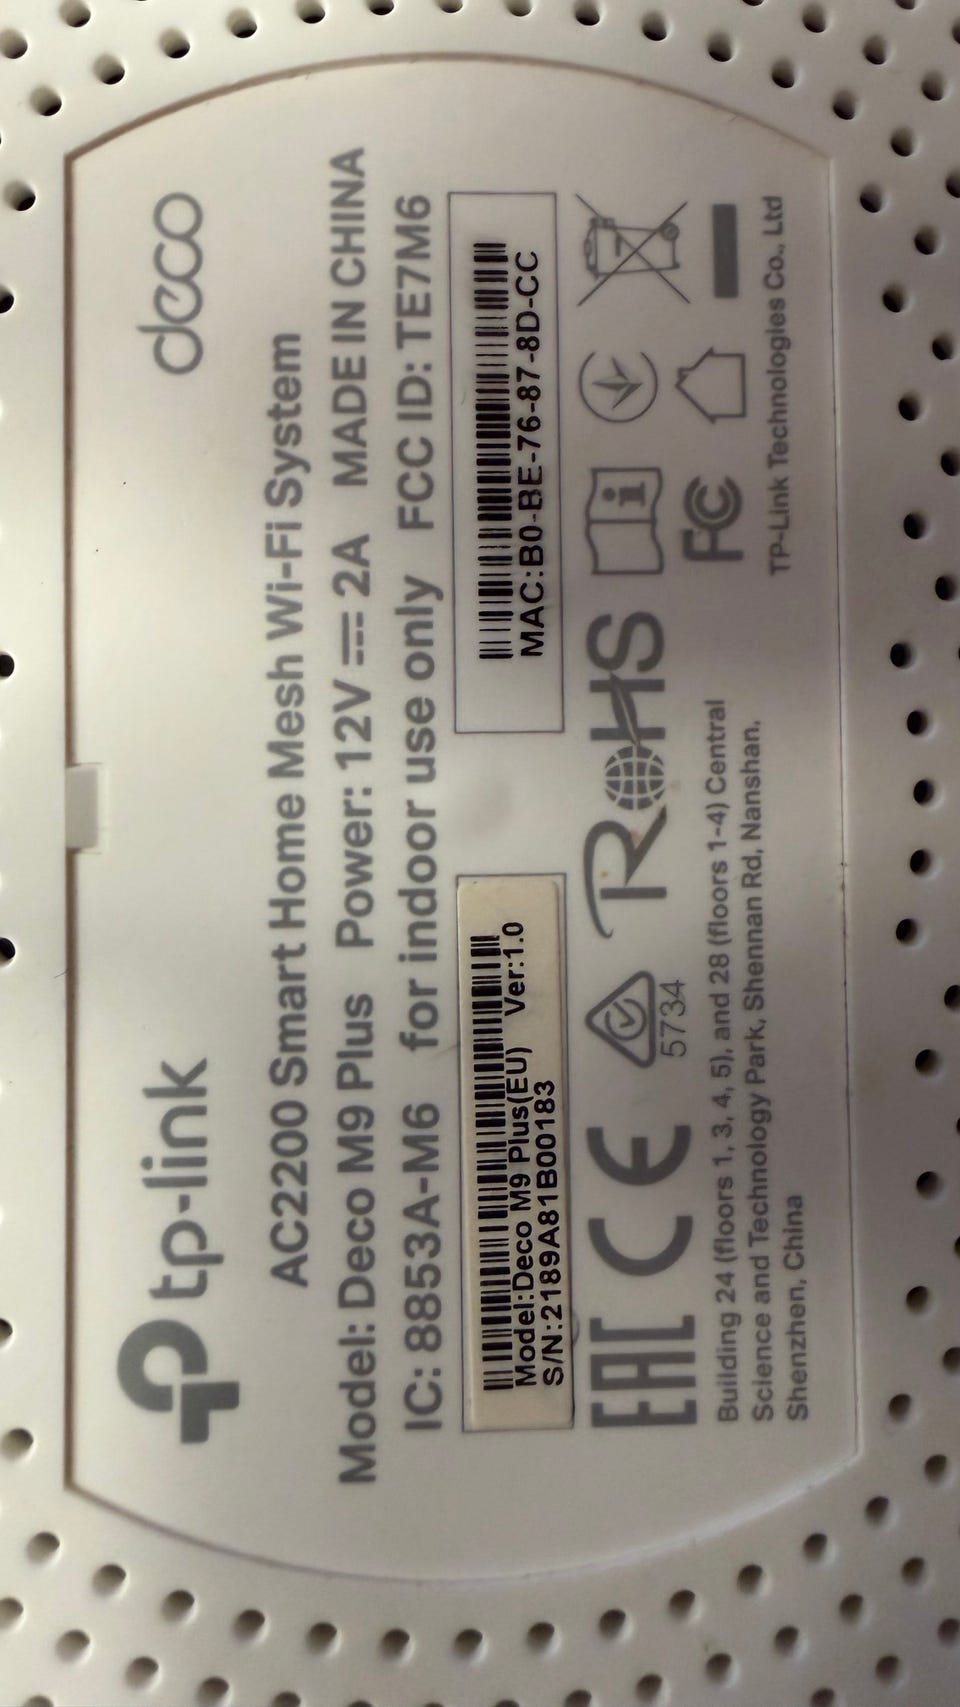 tp-link
deco
AC2200 Smart Home Mesh Wi-Fi System
Model: Deco M9 Plus Power: 12V ⎓ 2A MADE IN CHINA
IC: 8853A-M6 for indoor use only FCC ID: TE7M6
Model:Deco M9 Plus(EU) Ver:1.0
S/N:2189A81B00183
MAC:B0-BE-76-87-8D-CC
EAC CE
5734
RoHS
i
FC
Building 24 (floors 1, 3, 4, 5), and 28 (floors 1-4) Central
Science and Technology Park, Shennan Rd, Nanshan,
Shenzhen, China
TP-Link Technologies Co., Ltd